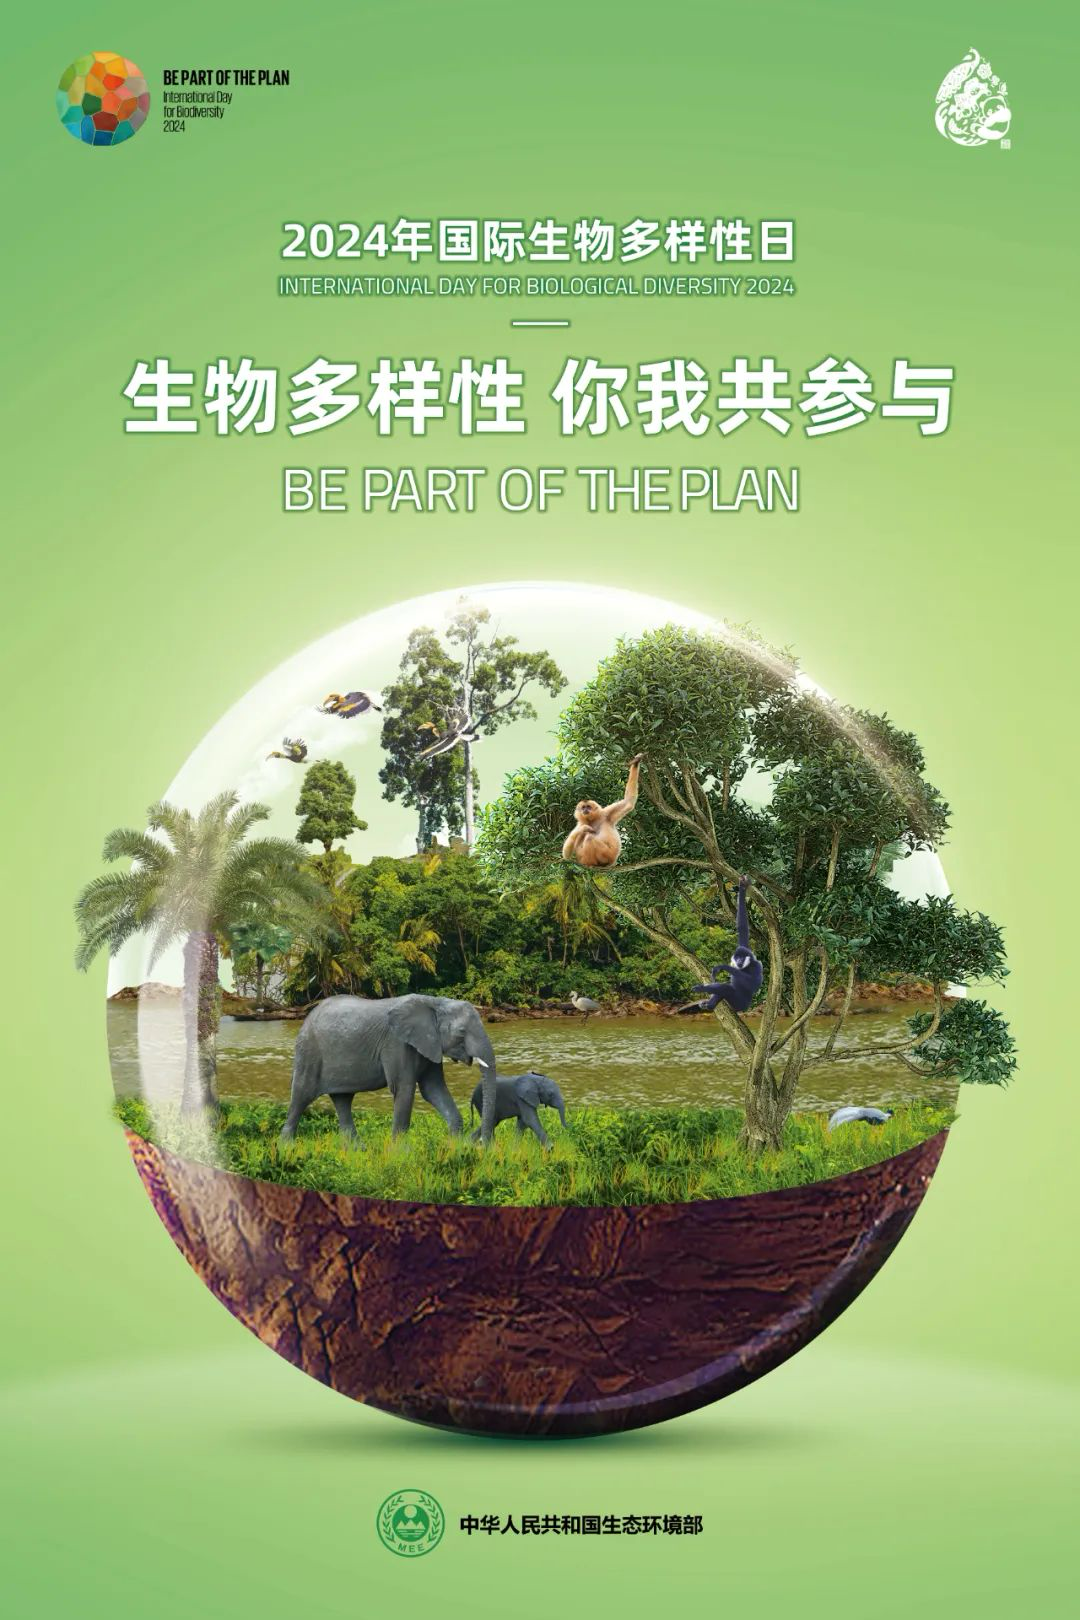 BE PART OF THE PLAN
International Day
for Biodiversity
2024
2024年国际生物多样性日
INTERNATIONAL DAY FOR BIOLOGICAL DIVERSITY 2024
生物多样性 你我共参与
BE PART OF THE PLAN
MEE
中华人民共和国生态环境部